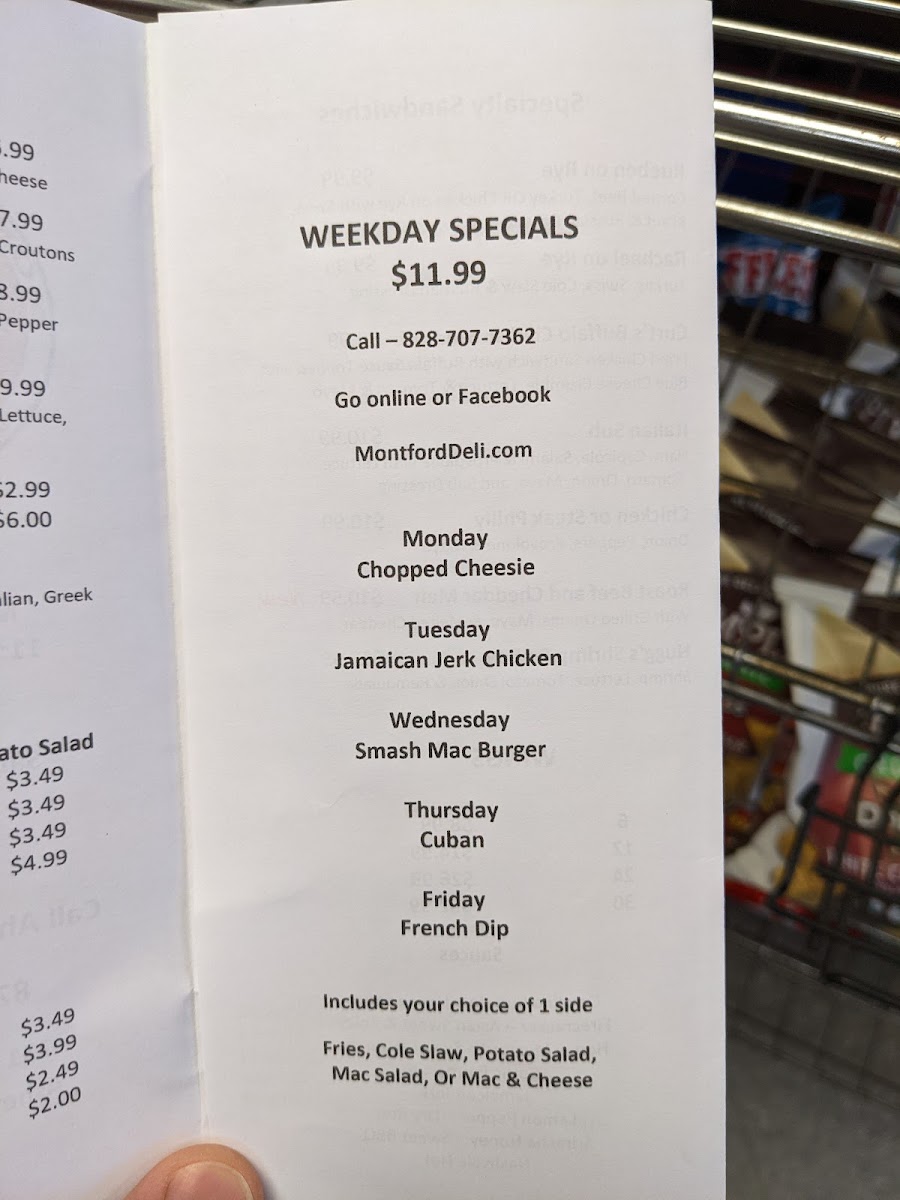 .99
heese
7.99
Croutons
8.99
Pepper
9.99
Lettuce,
$2.99
$6.00
lian, Greek
ato Salad
$3.49
$3.49
$3.49
$4.99
$3.49
$3.99
$2.49
$2.00
WEEKDAY SPECIALS
$11.99
Call – 828-707-7362
Go online or Facebook
MontfordDeli.com
Monday
Chopped Cheesie
Tuesday
Jamaican Jerk Chicken
Wednesday
Smash Mac Burger
Thursday
Cuban
Friday
French Dip
Includes your choice of 1 side
Fries, Cole Slaw, Potato Salad,
Mac Salad, Or Mac & Cheese